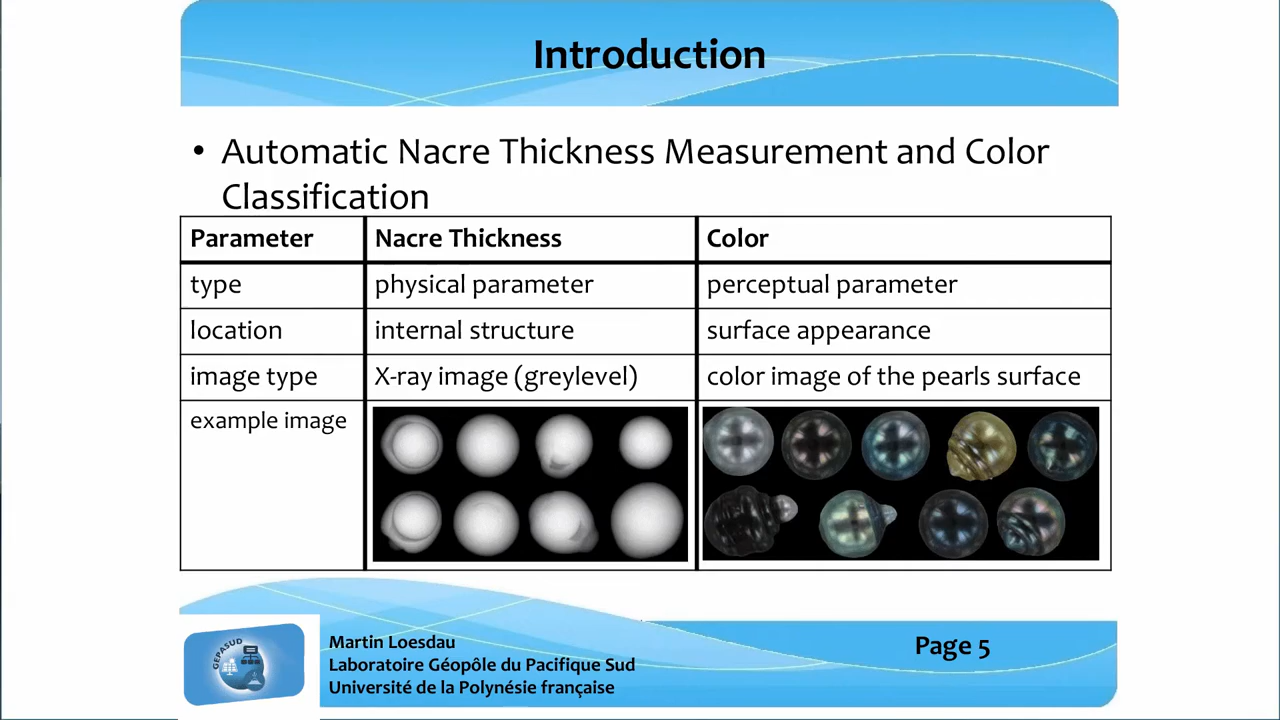 Introduction
• Automatic Nacre Thickness Measurement and Color
Classification
Parameter Nacre Thickness Color
type physical parameter perceptual parameter
location internal structure surface appearance
image type X-ray image (greylevel) color image of the pearls surface
example image
GEPASUD
Martin Loesdau
Laboratoire Géopôle du Pacifique Sud
Université de la Polynésie française
Page 5